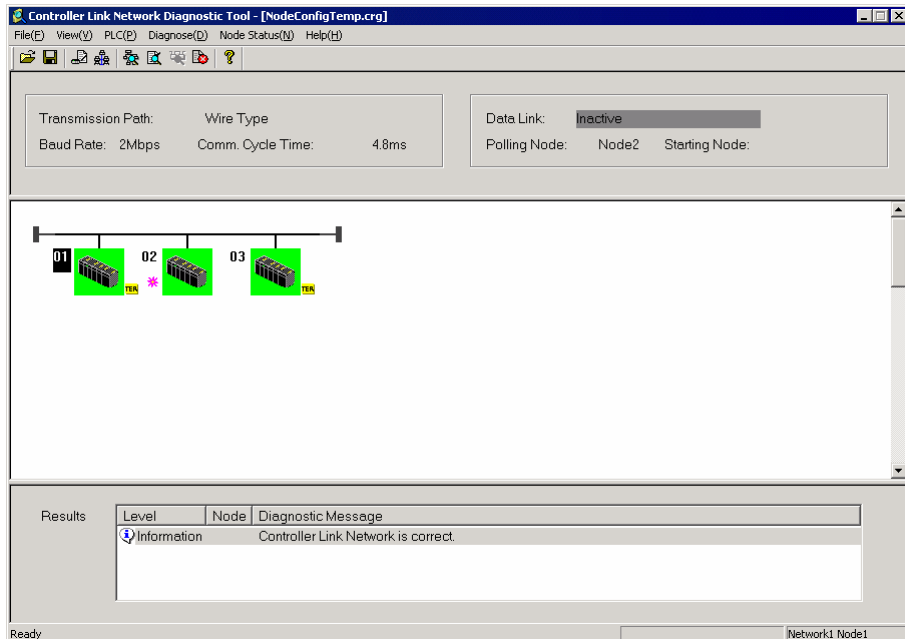 Controller Link Network Diagnostic Tool - [NodeConfigTemp.crg]
File(F) View(V) PLC(P) Diagnose(D) Node Status(N) Help(H)
Transmission Path: Wire Type
Baud Rate: 2Mbps Comm. Cycle Time: 4.8ms
Data Link: Inactive
Polling Node: Node2 Starting Node:
01 02 03
TER TER
Results
Level Node Diagnostic Message
Information Controller Link Network is correct.
Ready Network1 Node1